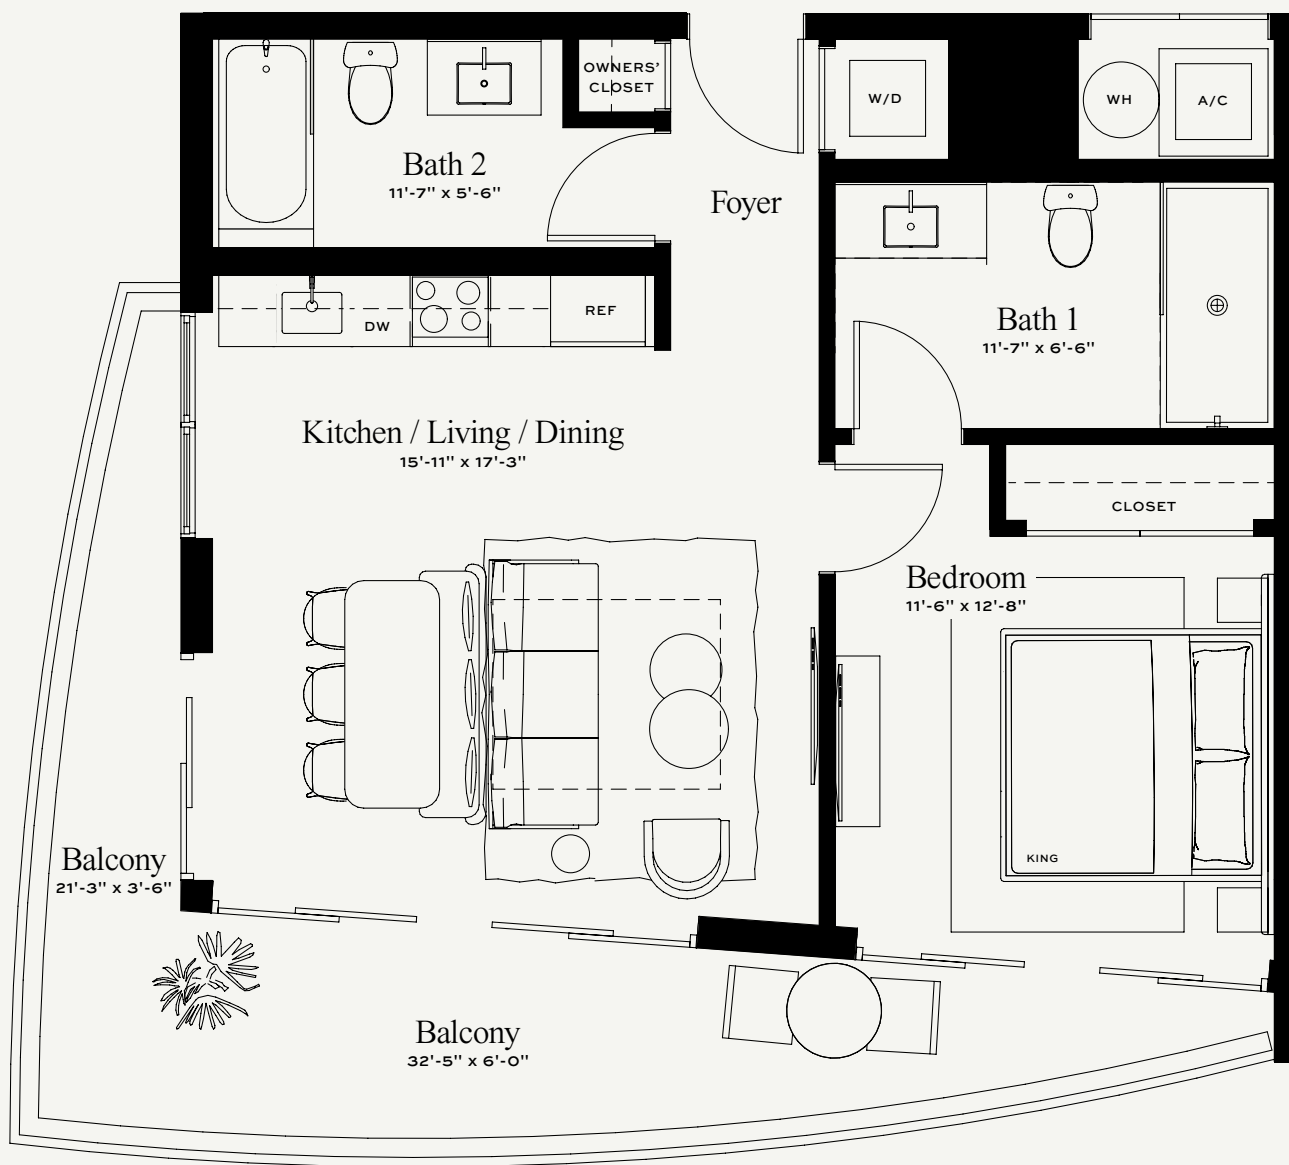 OWNERS'
CLOSET
W/D
WH
A/C
Bath 2
11'-7" x 5'-6"
Foyer
DW
REF
Bath 1
11'-7" x 6'-6"
Kitchen / Living / Dining
15'-11" x 17'-3"
CLOSET
Bedroom
11'-6" x 12'-8"
KING
Balcony
21'-3" x 3'-6"
Balcony
32'-5" x 6'-0"